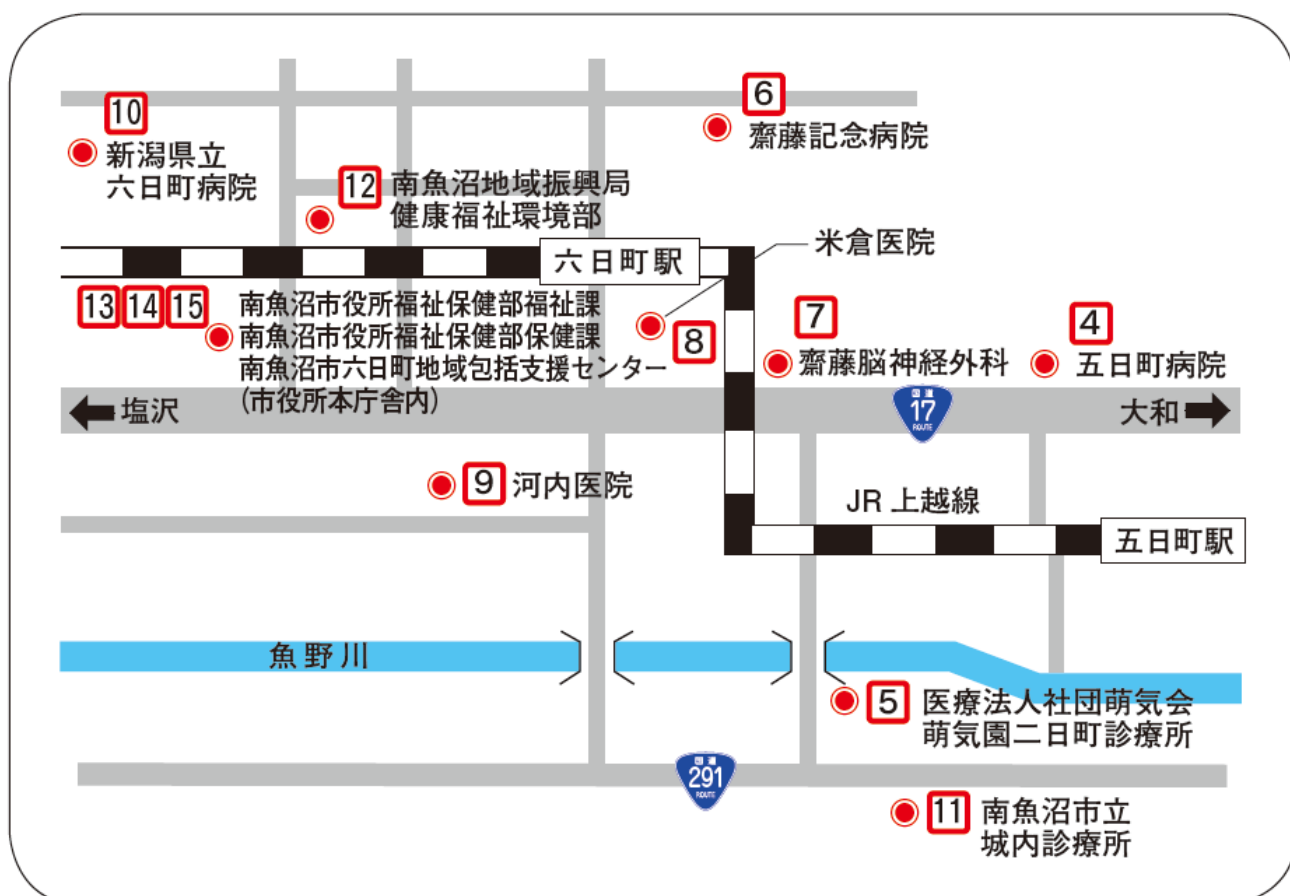 10
新潟県立
六日町病院
6
齋藤記念病院
12
南魚沼地域振興局
健康福祉環境部
米倉医院
六日町駅
13 14 15
南魚沼市役所福祉保健部福祉課
南魚沼市役所福祉保健部保健課
南魚沼市六日町地域包括支援センター
(市役所本庁舎内)
8
7
齋藤脳神経外科
4
五日町病院
塩沢
国道
17
ROUTE
大和
9
河内医院
JR 上越線
五日町駅
魚野川
5
医療法人社団萌気会
萌気園二日町診療所
国道
291
ROUTE
11
南魚沼市立
城内診療所